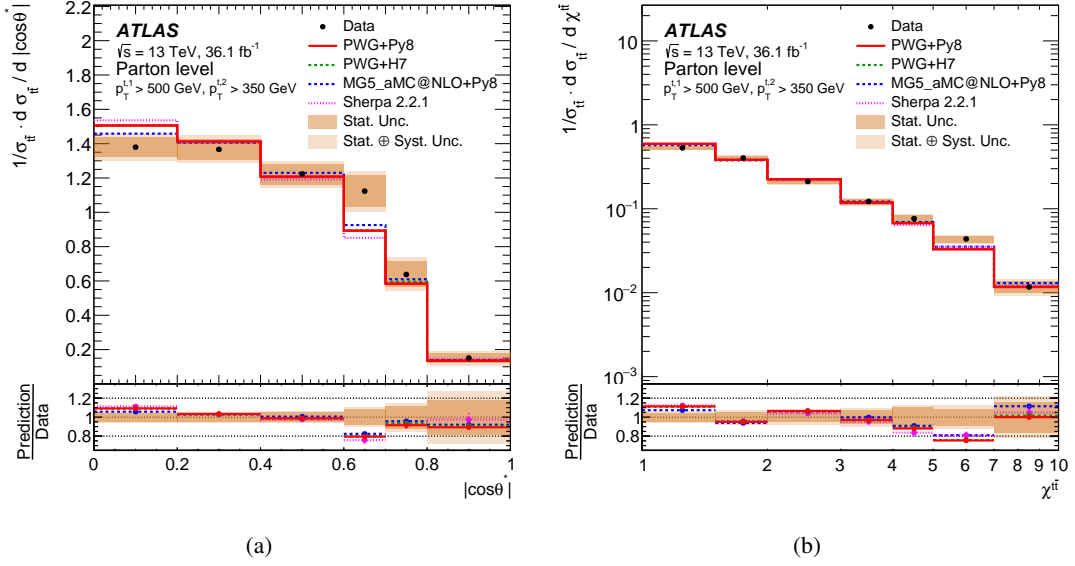 1/σ_tt̄ · d σ_tt̄ / d |cosθ*|
2.2
2
1.8
1.6
1.4
1.2
1
0.8
0.6
0.4
0.2
ATLAS
√s = 13 TeV, 36.1 fb⁻¹
Parton level
p_T^{t,1} > 500 GeV, p_T^{t,2} > 350 GeV
Data
PWG+Py8
PWG+H7
MG5_aMC@NLO+Py8
Sherpa 2.2.1
Stat. Unc.
Stat. ⊕ Syst. Unc.
Prediction
Data
1.2
1
0.8
0 0.2 0.4 0.6 0.8 1
|cosθ*|
(a)
1/σ_tt̄ · d σ_tt̄ / d χ^tt̄
10
1
10⁻¹
10⁻²
10⁻³
ATLAS
√s = 13 TeV, 36.1 fb⁻¹
Parton level
p_T^{t,1} > 500 GeV, p_T^{t,2} > 350 GeV
Data
PWG+Py8
PWG+H7
MG5_aMC@NLO+Py8
Sherpa 2.2.1
Stat. Unc.
Stat. ⊕ Syst. Unc.
Prediction
Data
1.2
1
0.8
1 2 3 4 5 6 7 8 9 10
χ^tt̄
(b)